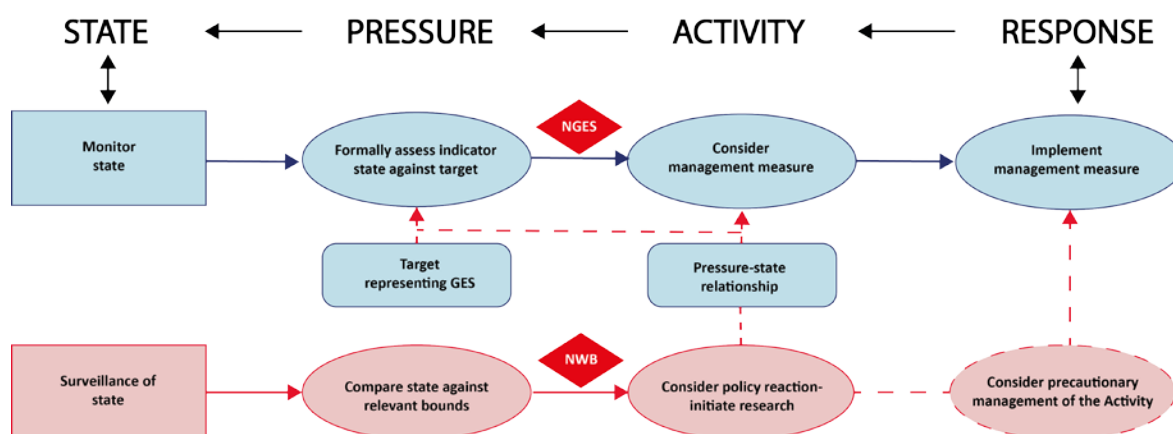 STATE PRESSURE ACTIVITY RESPONSE
Monitor
state
Formally assess indicator
state against target
NGES
Consider
management measure
Implement
management measure
Target
representing GES
Pressure-state
relationship
Surveillance of
state
Compare state against
relevant bounds
NWB
Consider policy reaction-
initiate research
Consider precautionary
management of the Activity